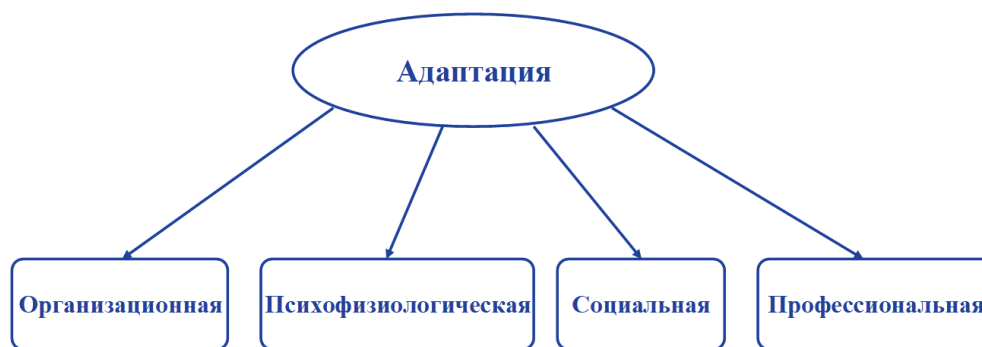 Адаптация
Организационная
Психофизиологическая
Социальная
Профессиональная